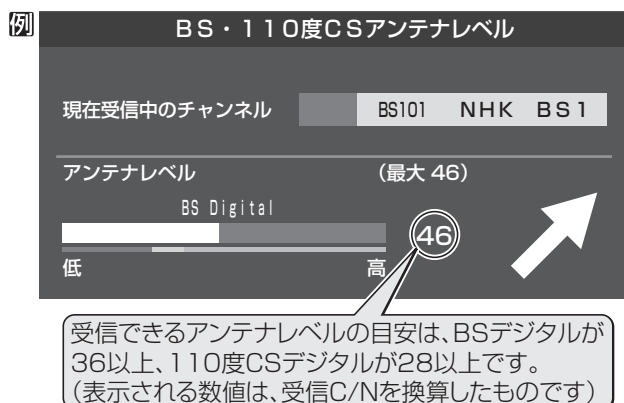 例
BS・110度CSアンテナレベル
現在受信中のチャンネル BS101 NHK BS1
アンテナレベル (最大 46)
BS Digital
46
低 高
受信できるアンテナレベルの目安は、BSデジタルが
36以上、110度CSデジタルが28以上です。
(表示される数値は、受信C/Nを換算したものです)